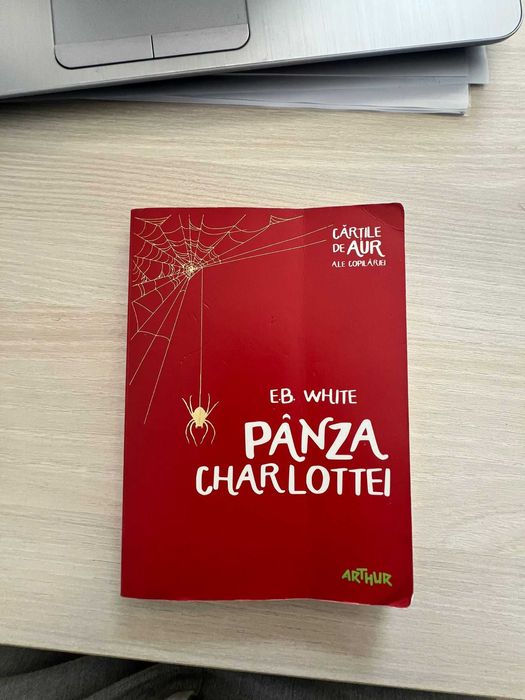 CĂRȚILE
DE AUR
ALE COPILĂRIEI
E.B. WHITE
PÂNZA
CHARLOTTEI
ARTHUR